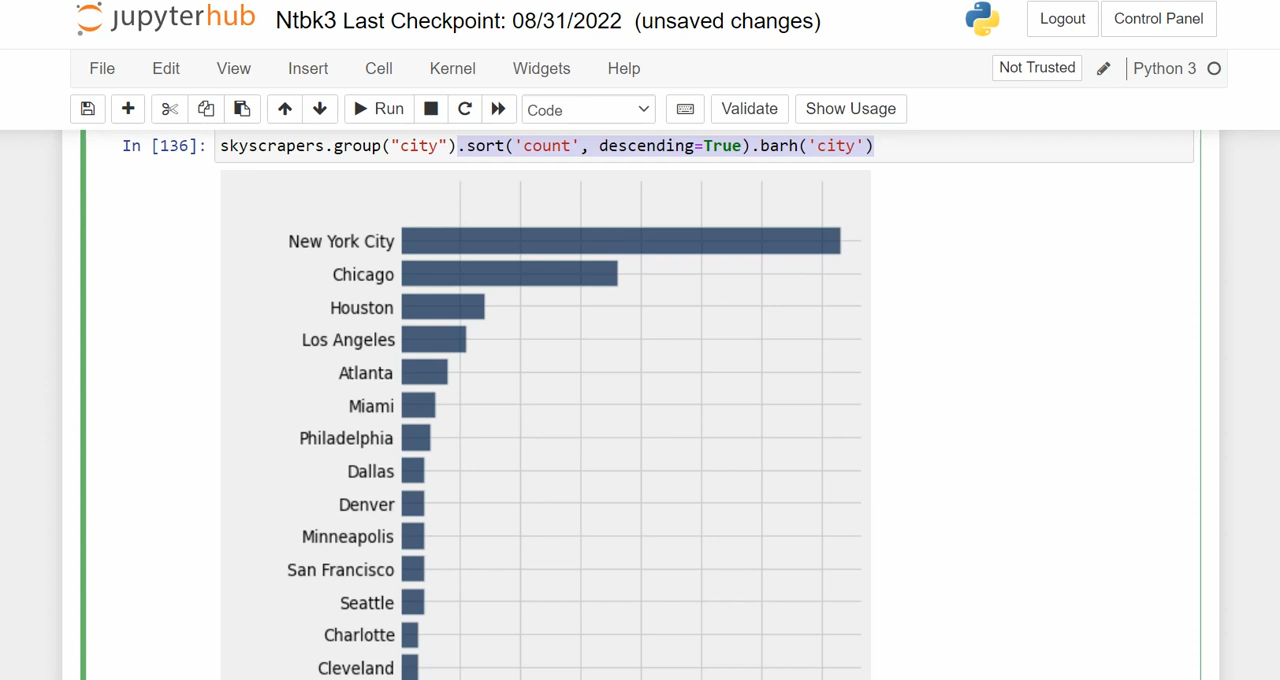 jupyterhub Ntbk3 Last Checkpoint: 08/31/2022 (unsaved changes) Logout Control Panel
File Edit View Insert Cell Kernel Widgets Help Not Trusted Python 3
Run Code Validate Show Usage
In [136]: skyscrapers.group("city").sort('count', descending=True).barh('city')
New York City
Chicago
Houston
Los Angeles
Atlanta
Miami
Philadelphia
Dallas
Denver
Minneapolis
San Francisco
Seattle
Charlotte
Cleveland